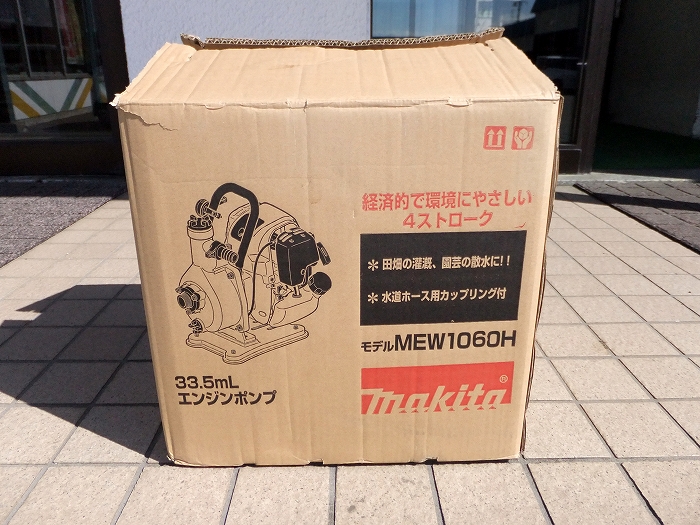 経済的で環境にやさしい
4ストローク
＊ 田畑の灌漑、園芸の散水に!!
＊ 水道ホース用カップリング付
モデルMEW1060H
makita®
33.5mL
エンジンポンプ